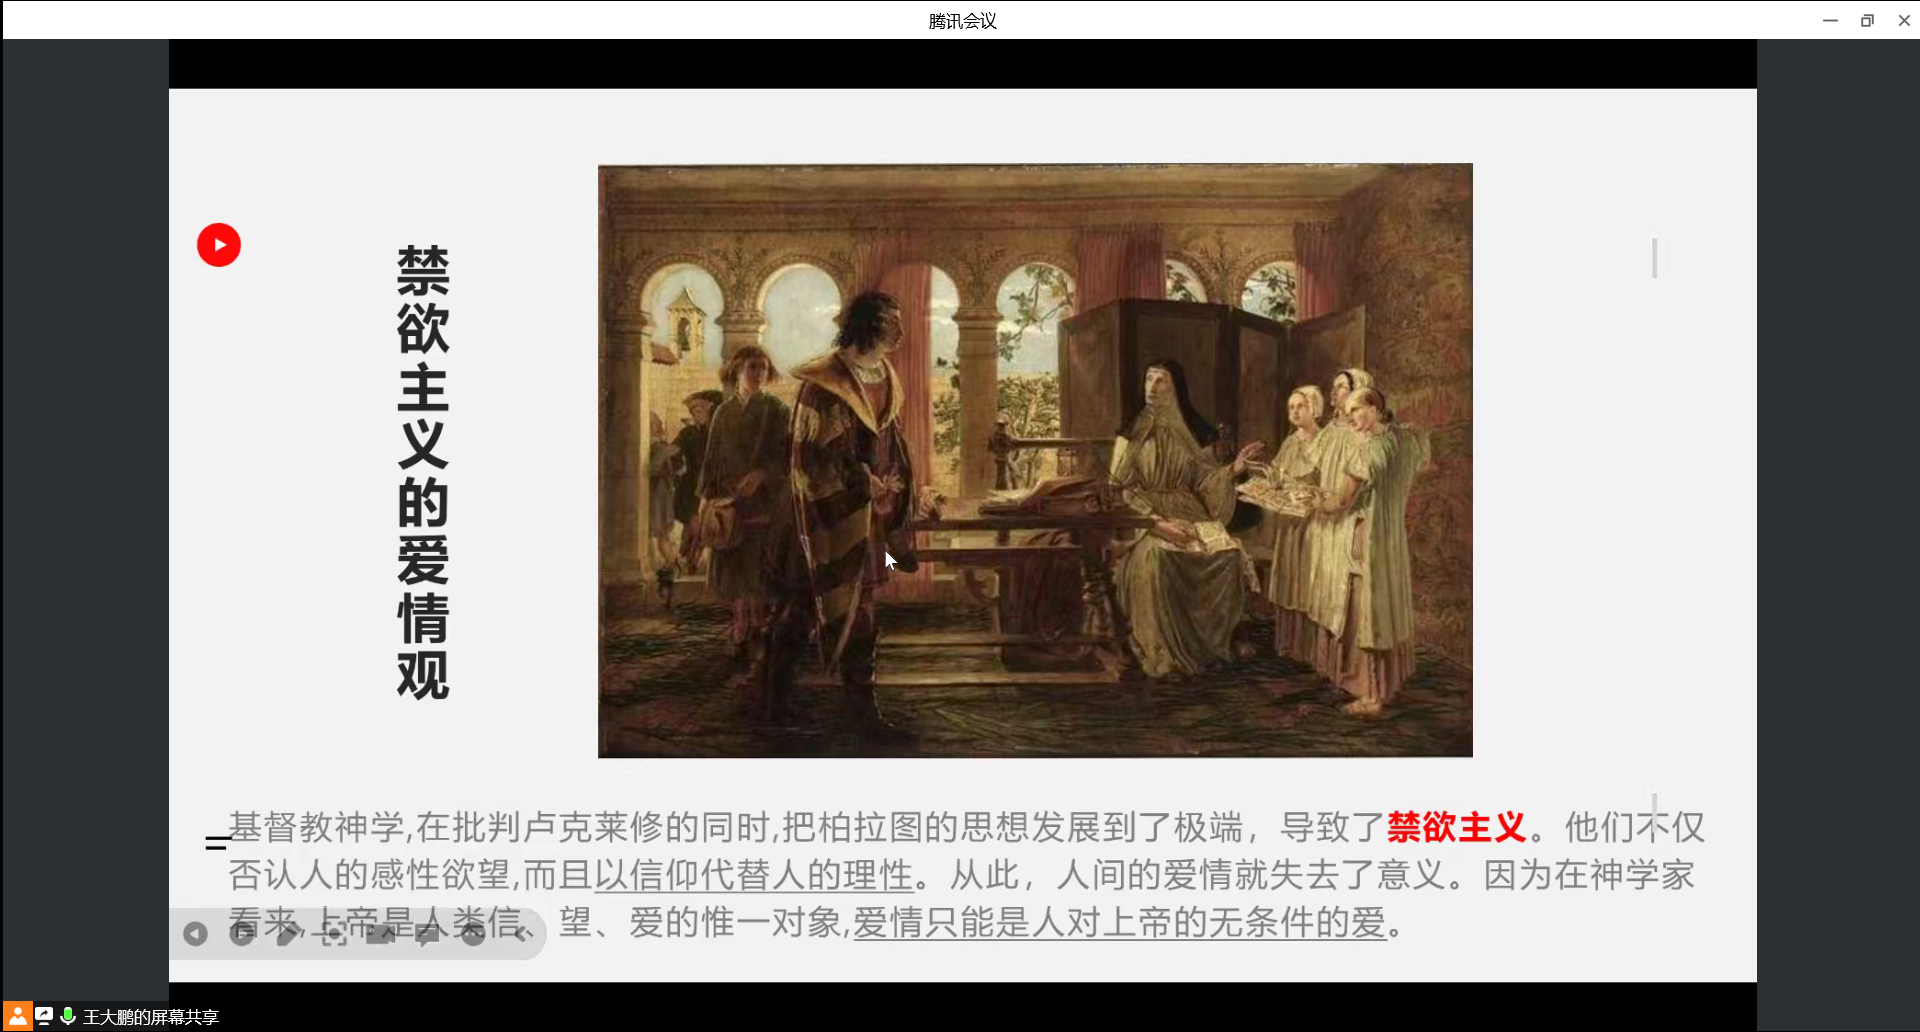 腾讯会议
禁欲主义的爱情观
基督教神学,在批判卢克莱修的同时,把柏拉图的思想发展到了极端，导致了禁欲主义。他们不仅
否认人的感性欲望,而且以信仰代替人的理性。从此，人间的爱情就失去了意义。因为在神学家
看来,上帝是人类信、望、爱的惟一对象,爱情只能是人对上帝的无条件的爱。
王大鹏的屏幕共享